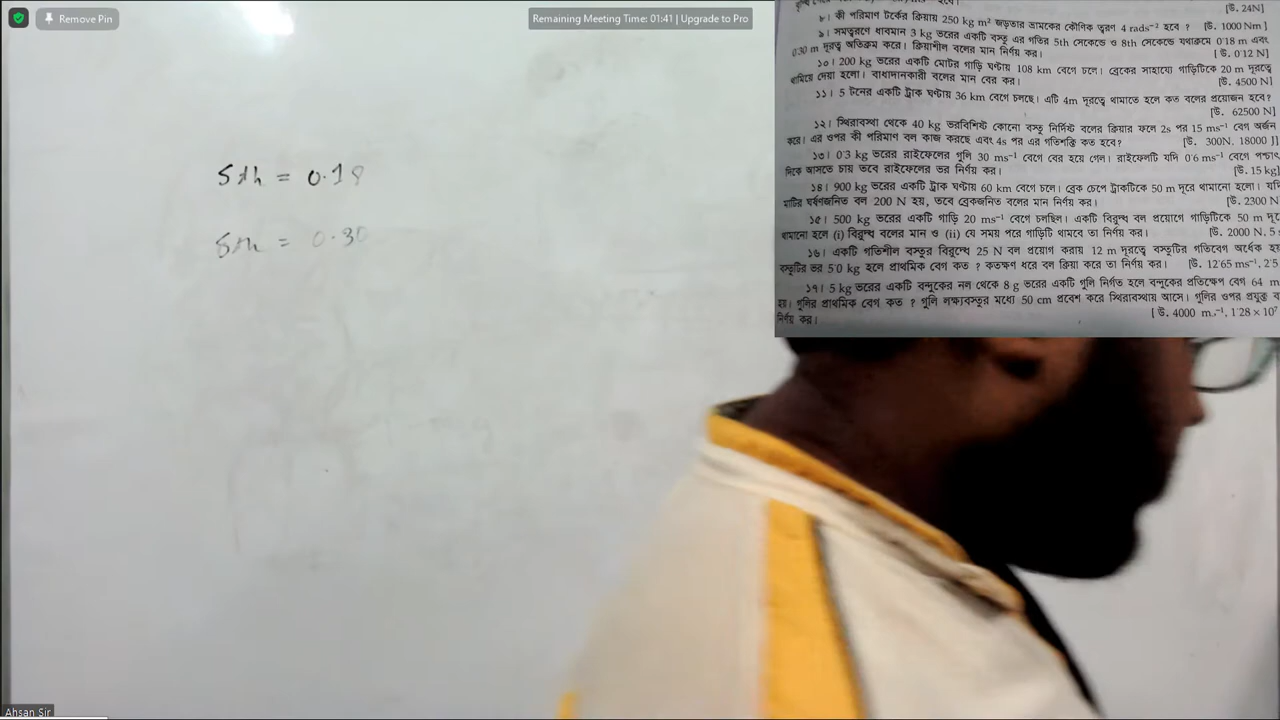 Remove Pin
Remaining Meeting Time: 01:41 | Upgrade to Pro
5th = 0.18
8th = 0.30
[উ. 24N]
৮। কী পরিমাণ টর্কের ক্রিয়ায় 250 kg m² জড়তার ভ্রামকের কৌণিক ত্বরণ 4 rads⁻² হবে ? [উ. 1000 Nm ]
৯। সমত্বরণে ধাবমান 3 kg ভরের একটি বস্তু এর গতির 5th সেকেন্ডে ও 8th সেকেন্ডে যথাক্রমে 0·18 m এবং
0·30 m দূরত্ব অতিক্রম করে। ক্রিয়াশীল বলের মান নির্ণয় কর। [ উ. 0·12 N]
১০। 200 kg ভরের একটি মোটর গাড়ি ঘণ্টায় 108 km বেগে চলে। ব্রেকের সাহায্যে গাড়িটিকে 20 m দূরত্বে
থামিয়ে দেয়া হলো। বাধাদানকারী বলের মান বের কর। [উ. 4500 N]
১১। 5 টনের একটি ট্রাক ঘণ্টায় 36 km বেগে চলছে। এটি 4m দূরত্বে থামাতে হলে কত বলের প্রয়োজন হবে?
[উ. 62500 N]
১২। স্থিরাবস্থা থেকে 40 kg ভরবিশিষ্ট কোনো বস্তু নির্দিষ্ট বলের ক্রিয়ার ফলে 2s পর 15 ms⁻¹ বেগ অর্জন
করে। এর ওপর কী পরিমাণ বল কাজ করছে এবং 4s পর এর গতিশক্তি কত হবে? [উ. 300N. 18000 J]
১৩। 0·3 kg ভরের রাইফেলের গুলি 30 ms⁻¹ বেগে বের হয়ে গেল। রাইফেলটি যদি 0·6 ms⁻¹ বেগে পশ্চাৎ
দিকে আসতে চায় তবে রাইফেলের ভর নির্ণয় কর। [উ. 15 kg]
১৪। 900 kg ভরের একটি ট্রাক ঘণ্টায় 60 km বেগে চলে। ব্রেক চেপে ট্রাকটিকে 50 m দূরে থামানো হলো। যদি
মাটির ঘর্ষণজনিত বল 200 N হয়, তবে ব্রেকজনিত বলের মান নির্ণয় কর। [উ. 2300 N
১৫। 500 kg ভরের একটি গাড়ি 20 ms⁻¹ বেগে চলছিল। একটি বিরুদ্ধ বল প্রয়োগে গাড়িটিকে 50 m দূ
থামানো হলে (i) বিরুদ্ধ বলের মান ও (ii) যে সময় পরে গাড়িটি থামবে তা নির্ণয় কর। [উ. 2000 N, 5
১৬। একটি গতিশীল বস্তুর বিরুদ্ধে 25 N বল প্রয়োগ করায় 12 m দূরত্বে বস্তুটির গতিবেগ অর্ধেক হ
বস্তুটির ভর 5·0 kg হলে প্রাথমিক বেগ কত ? কতক্ষণ ধরে বল ক্রিয়া করে তা নির্ণয় কর। [উ. 12·65 ms⁻¹, 2·5
১৭। 5 kg ভরের একটি বন্দুকের নল থেকে 8 g ভরের একটি গুলি নির্গত হলে বন্দুকের প্রতিক্ষেপ বেগ 64 m
হয়। গুলির প্রাথমিক বেগ কত ? গুলি লক্ষ্যবস্তুর মধ্যে 50 cm প্রবেশ করে স্থিরাবস্থায় আসে। গুলির ওপর প্রযুক্ত
নির্ণয় কর। [ উ. 4000 m.⁻¹, 1·28 × 10⁷
Ahsan Sir